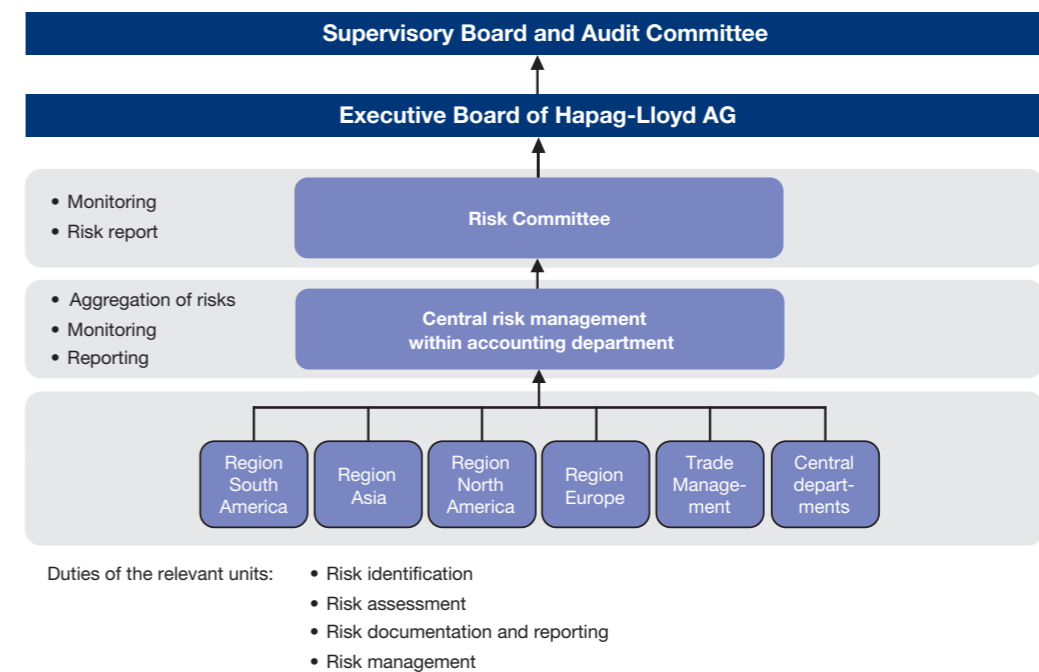 Supervisory Board and Audit Committee
Executive Board of Hapag-Lloyd AG
• Monitoring
• Risk report
Risk Committee
• Aggregation of risks
• Monitoring
• Reporting
Central risk management
within accounting department
Region
South
America
Region
Asia
Region
North
America
Region
Europe
Trade
Manage-
ment
Central
depart-
ments
Duties of the relevant units:
• Risk identification
• Risk assessment
• Risk documentation and reporting
• Risk management